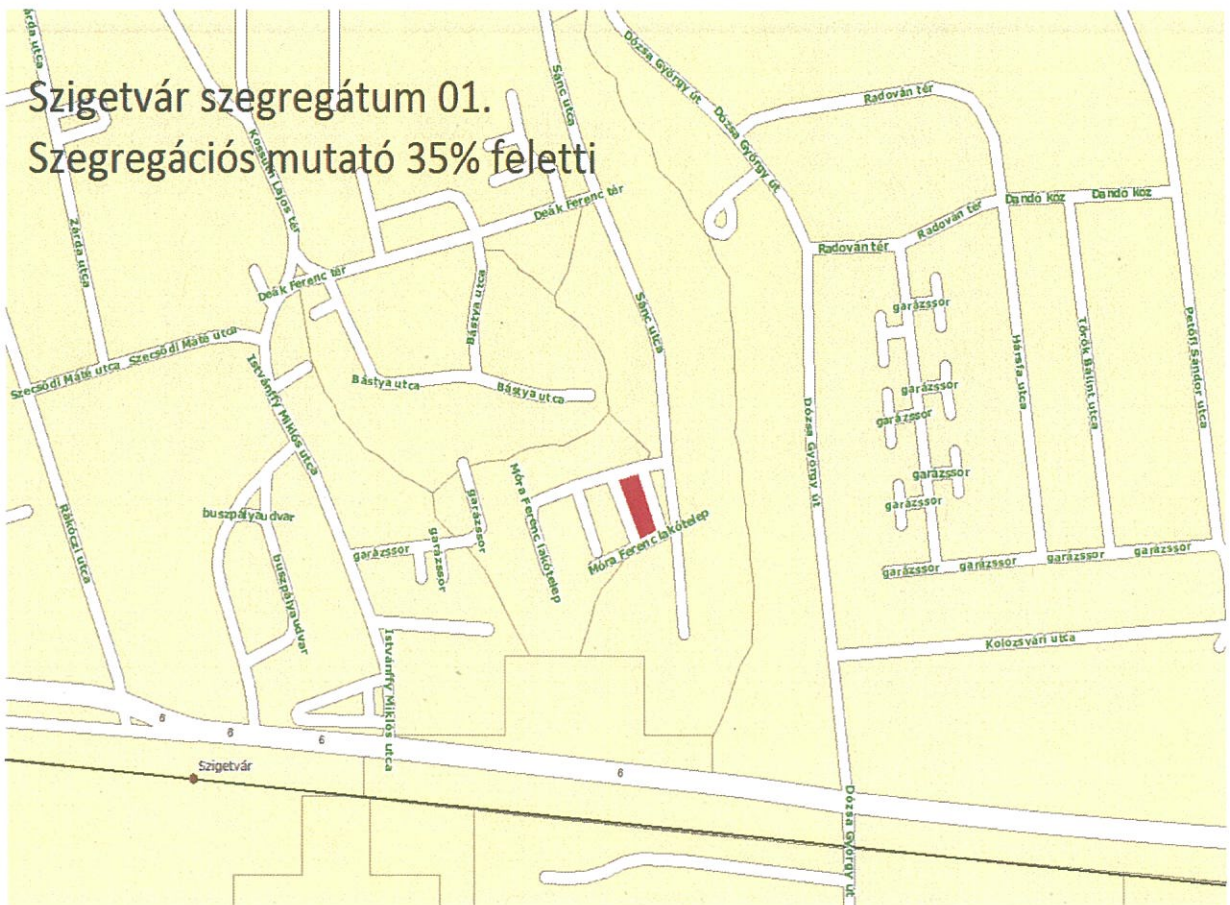 Szigetvár szegregátum 01.
Szegregációs mutató 35% feletti
Zárda utca
Kossuth Lajos tér
Sánc utca
Dózsa György út
Dózsa György út
Radován tér
Dandó köz
Dandó köz
Radován tér
Radován tér
Deák Ferenc tér
Deák Ferenc tér
Zárda utca
Bástya utca
Sánc utca
garázssor
Szecsődi Máté utca
Szecsődi Máté utca
Istvánffy Miklós utca
Bástya utca
Bástya utca
Hársfa utca
Török Bálint utca
Petőfi Sándor utca
garázssor
garázssor
Dózsa György út
garázssor
garázssor
Rákóczi utca
buszpályaudvar
buszpályaudvar
garázssor
garázssor
garázssor
Móra Ferenc lakótelep
Móra Ferenc lakótelep
garázssor
garázssor
garázssor
garázssor
Kolozsvári utca
Istvánffy Miklós utca
6
6
6
6
Szigetvár
Dózsa György út